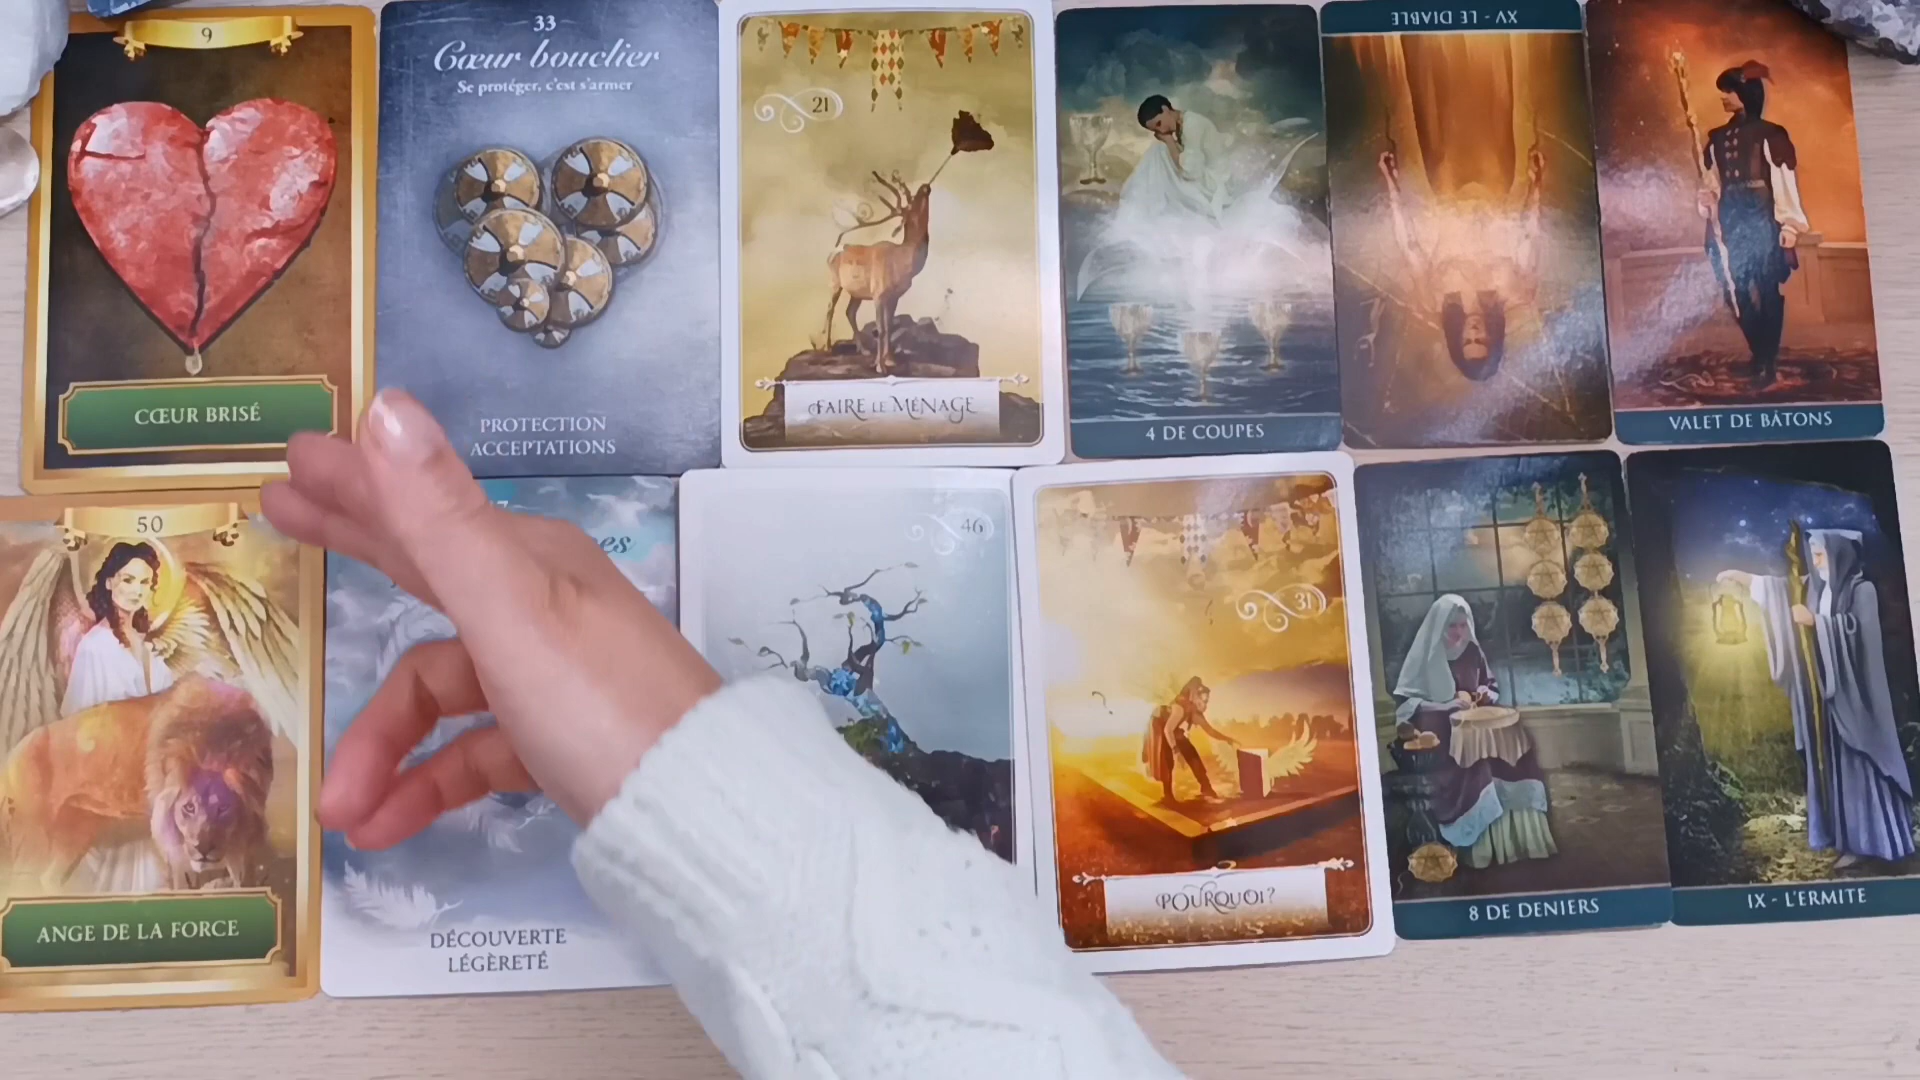 9
CŒUR BRISÉ
33
Cœur bouclier
Se protéger, c'est s'armer
PROTECTION
ACCEPTATIONS
21
FAIRE LE MÉNAGE
4 DE COUPES
XV - LE DIABLE
VALET DE BÂTONS
50
ANGE DE LA FORCE
DÉCOUVERTE
LÉGÈRETÉ
46
31
POURQUOI?
8 DE DENIERS
IX - L'ERMITE